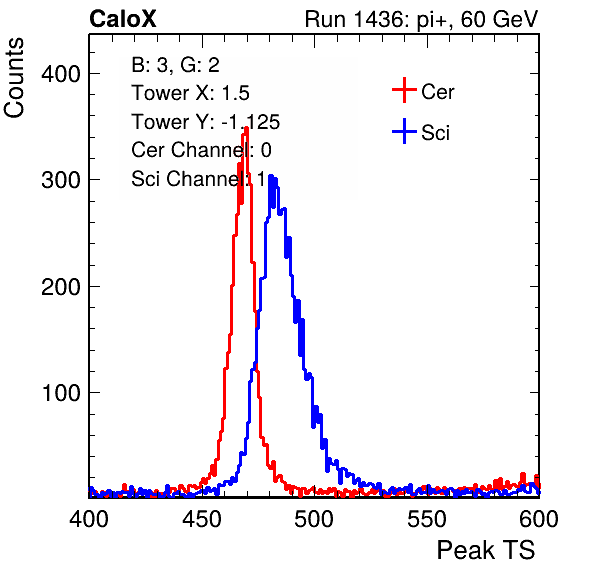 CaloX Run 1436: pi+, 60 GeV
Counts
B: 3, G: 2
Tower X: 1.5
Tower Y: -1.125
Cer Channel: 0
Sci Channel: 1
Cer
Sci
400
300
200
100
400 450 500 550 600
Peak TS